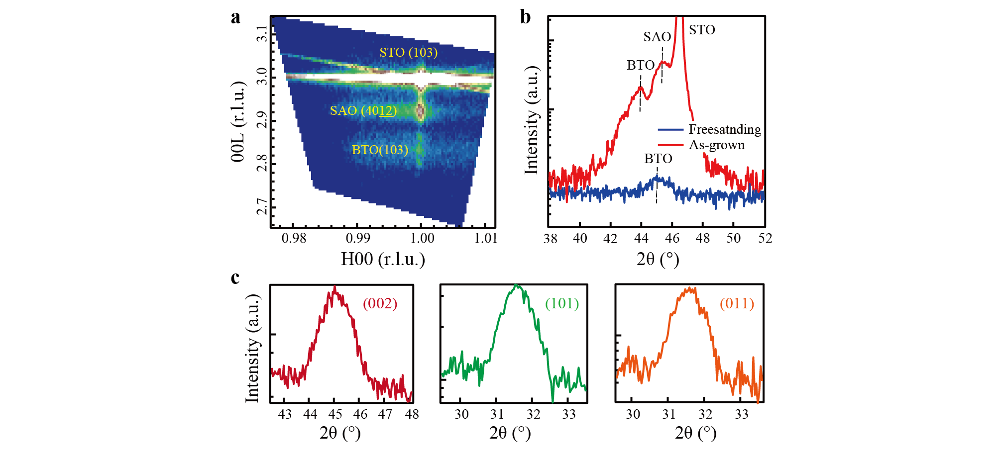 a
STO (103)
SAO (4012)
BTO(103)
3.1
3.0
2.9
2.8
2.7
00L (r.l.u.)
0.98 0.99 1.00 1.01
H00 (r.l.u.)
b
STO
SAO
BTO
Freesatnding
As-grown
BTO
Intensity (a.u.)
38 40 42 44 46 48 50 52
2θ (°)
c
Intensity (a.u.)
(002)
43 44 45 46 47 48
2θ (°)
(101)
30 31 32 33
2θ (°)
(011)
30 31 32 33
2θ (°)